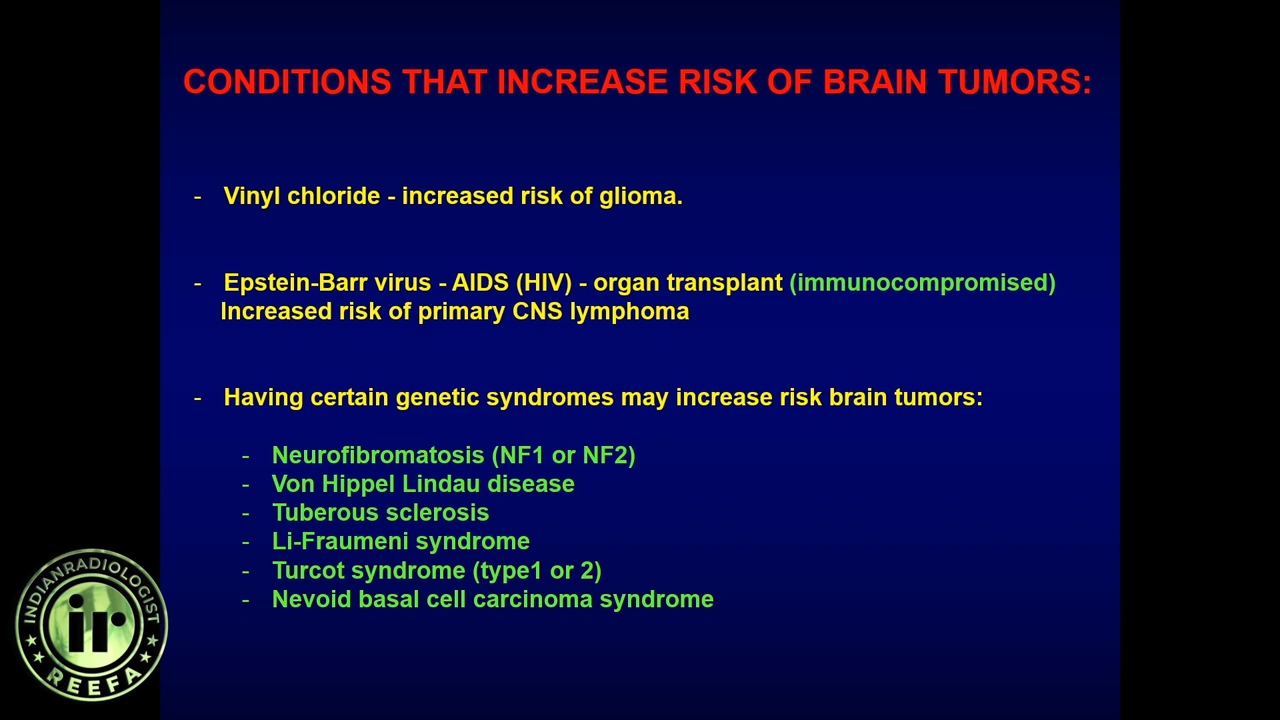 CONDITIONS THAT INCREASE RISK OF BRAIN TUMORS:
- Vinyl chloride - increased risk of glioma.
- Epstein-Barr virus - AIDS (HIV) - organ transplant (immunocompromised)
Increased risk of primary CNS lymphoma
- Having certain genetic syndromes may increase risk brain tumors:
- Neurofibromatosis (NF1 or NF2)
- Von Hippel Lindau disease
- Tuberous sclerosis
- Li-Fraumeni syndrome
- Turcot syndrome (type1 or 2)
- Nevoid basal cell carcinoma syndrome
INDIANRADIOLOGIST
ir
REEFA